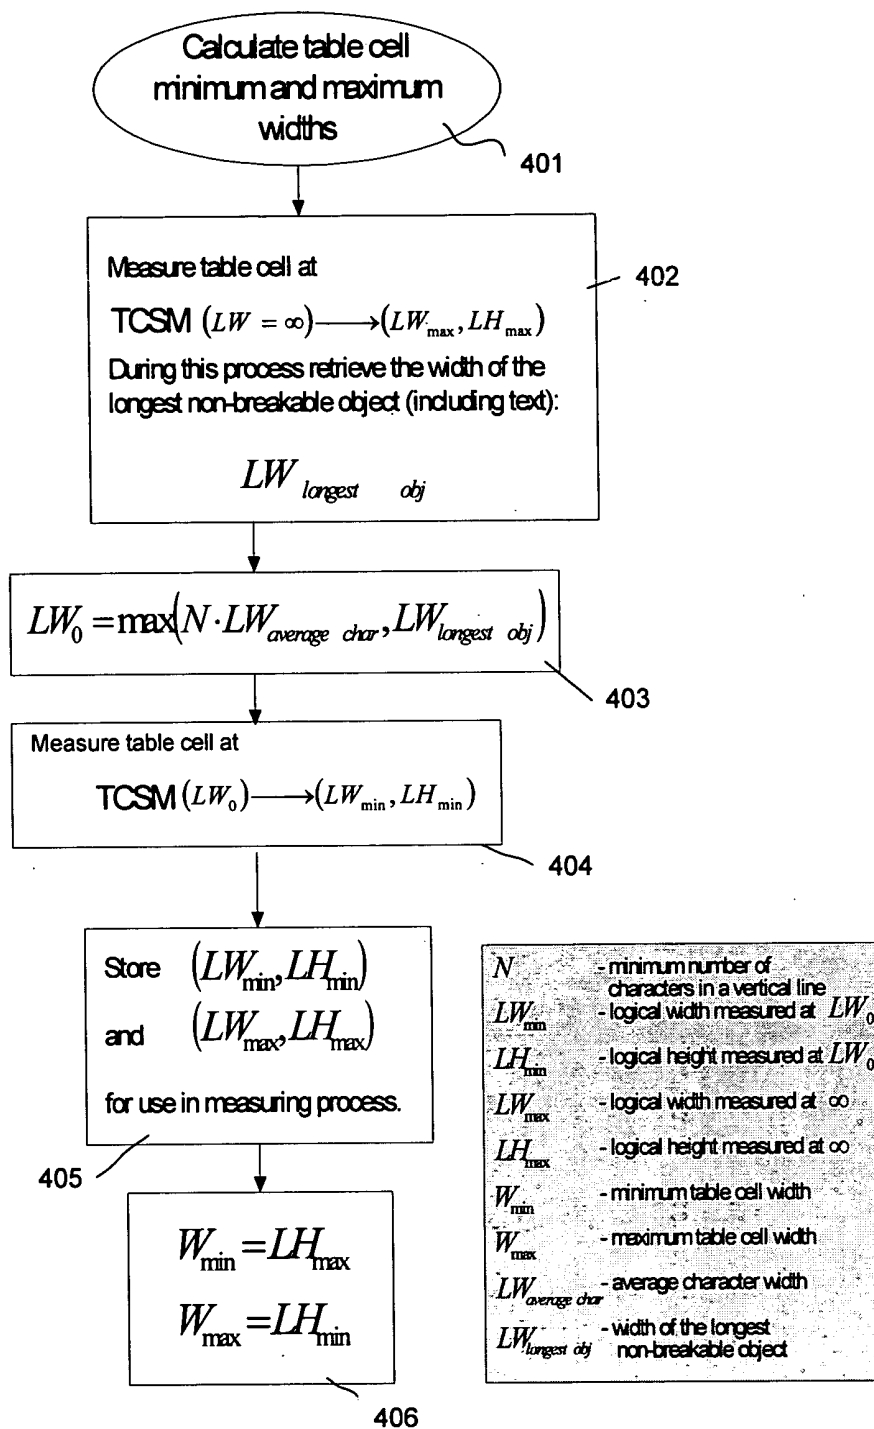 Calculate table cell
minimum and maximum
widths
401
Measure table cell at
TCSM (LW = ∞) ⟶ (LW_max, LH_max)
During this process retrieve the width of the
longest non-breakable object (including text):
LW_longest obj
402
LW_0 = max(N·LW_average char, LW_longest obj)
403
Measure table cell at
TCSM (LW_0) ⟶ (LW_min, LH_min)
404
Store (LW_min, LH_min)
and (LW_max, LH_max)
for use in measuring process.
405
W_min = LH_max
W_max = LH_min
406
N - minimum number of
characters in a vertical line
LW_min - logical width measured at LW_0
LH_min - logical height measured at LW_0
LW_max - logical width measured at ∞
LH_max - logical height measured at ∞
W_min - minimum table cell width
W_max - maximum table cell width
LW_average char - average character width
LW_longest obj - width of the longest
non-breakable object